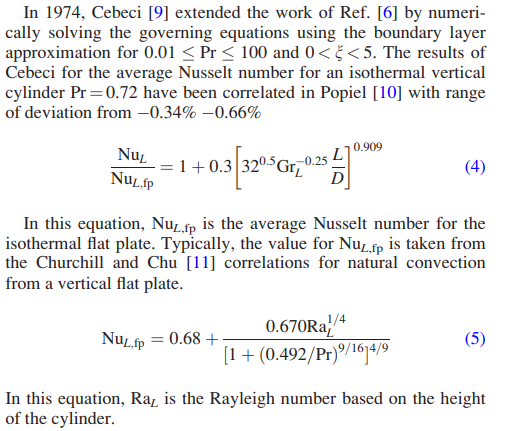 In 1974, Cebeci [9] extended the work of Ref. [6] by numeri-
cally solving the governing equations using the boundary layer
approximation for 0.01 ≤ Pr ≤ 100 and 0 < ξ < 5. The results of
Cebeci for the average Nusselt number for an isothermal vertical
cylinder Pr = 0.72 have been correlated in Popiel [10] with range
of deviation from −0.34% −0.66%
Nu_L / Nu_{L,fp} = 1 + 0.3 [32^{0.5} Gr_L^{−0.25} L/D]^{0.909} (4)
In this equation, Nu_{L,fp} is the average Nusselt number for the
isothermal flat plate. Typically, the value for Nu_{L,fp} is taken from
the Churchill and Chu [11] correlations for natural convection
from a vertical flat plate.
Nu_{L,fp} = 0.68 + 0.670Ra_L^{1/4} / [1 + (0.492/Pr)^{9/16}]^{4/9} (5)
In this equation, Ra_L is the Rayleigh number based on the height
of the cylinder.